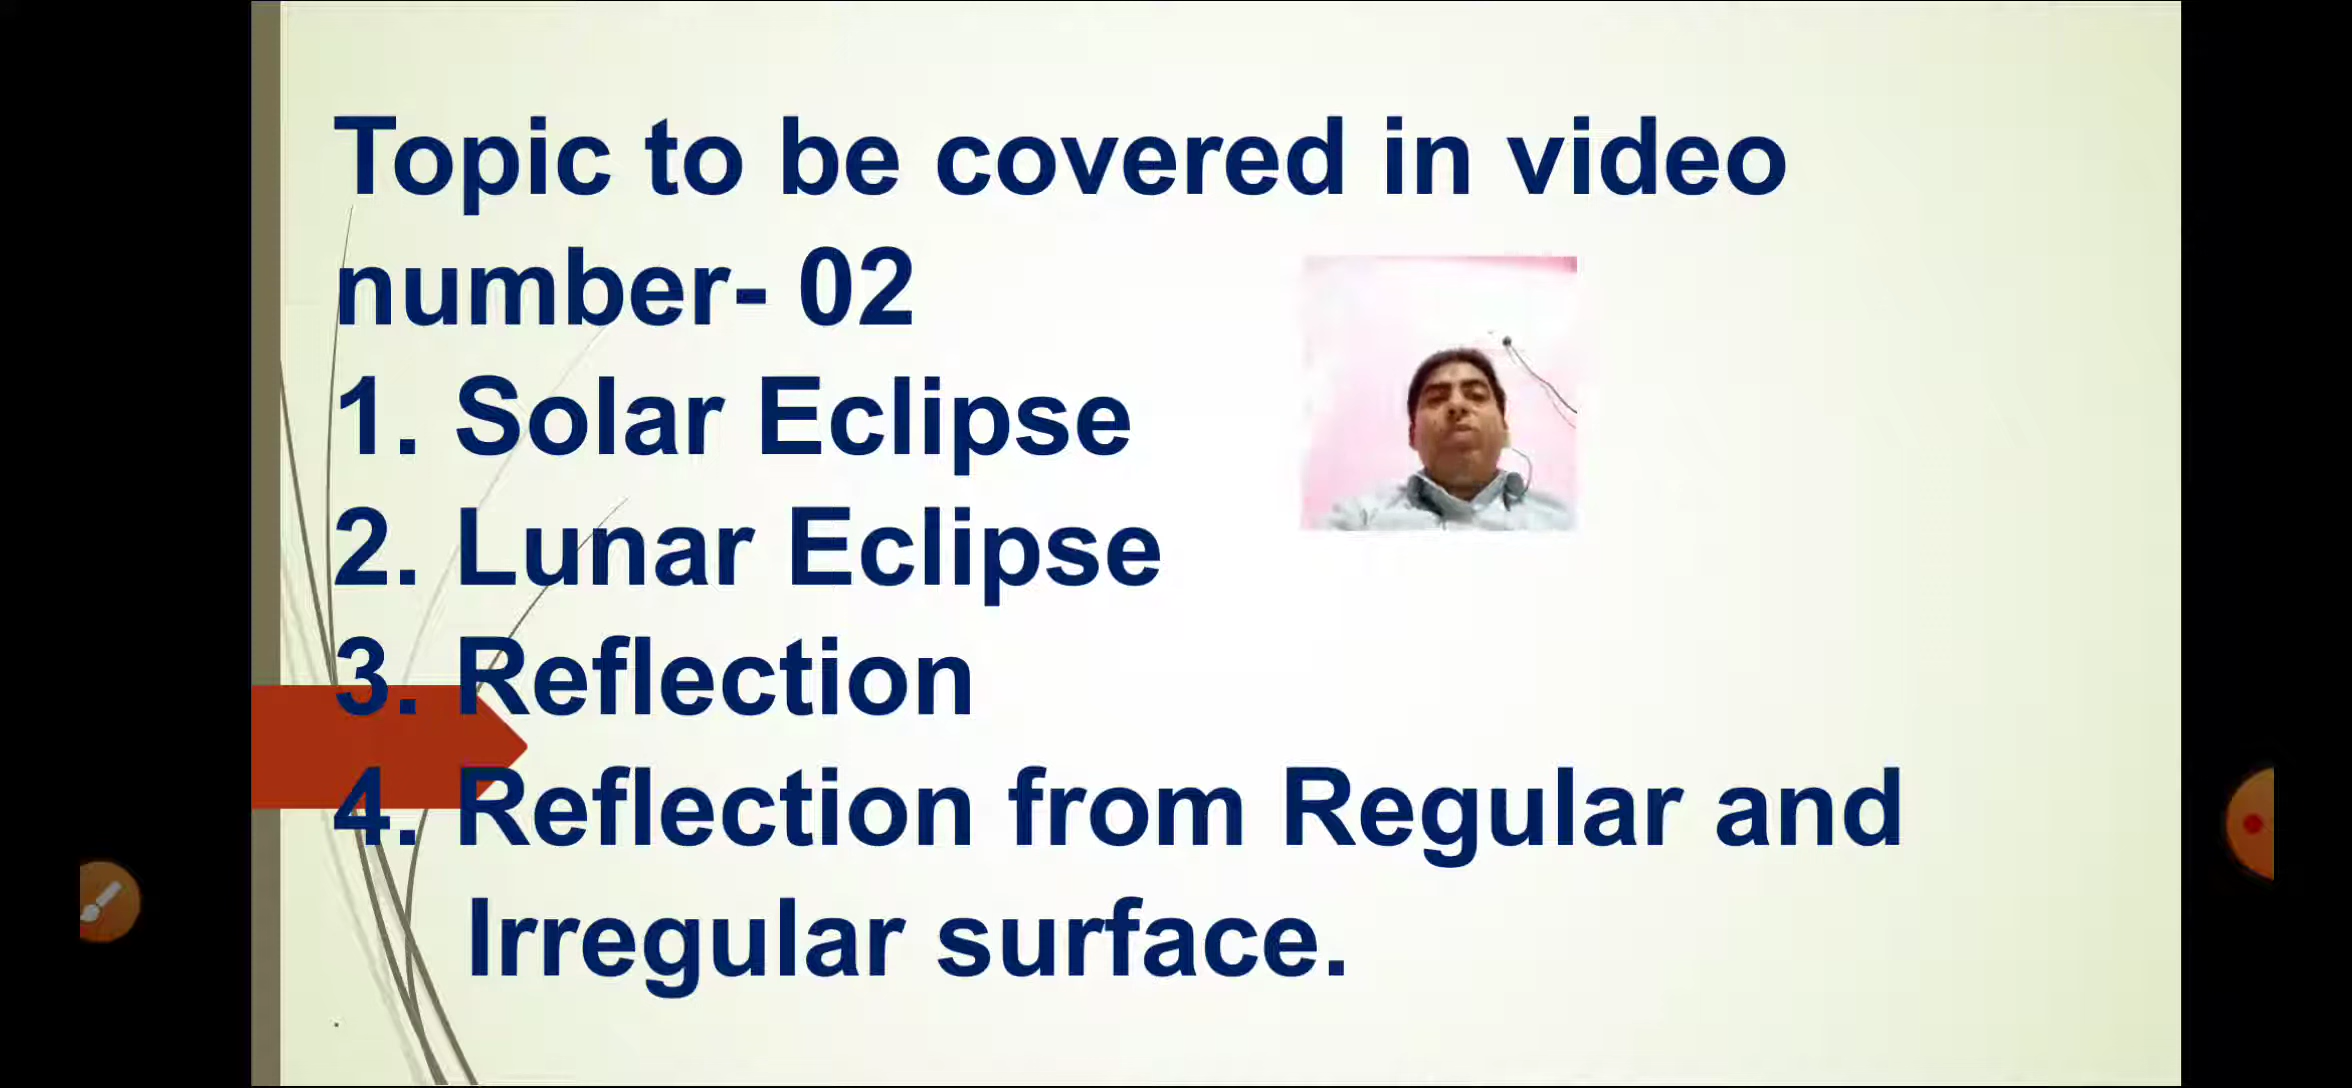 Topic to be covered in video
number- 02
1. Solar Eclipse
2. Lunar Eclipse
3. Reflection
4. Reflection from Regular and
Irregular surface.
.